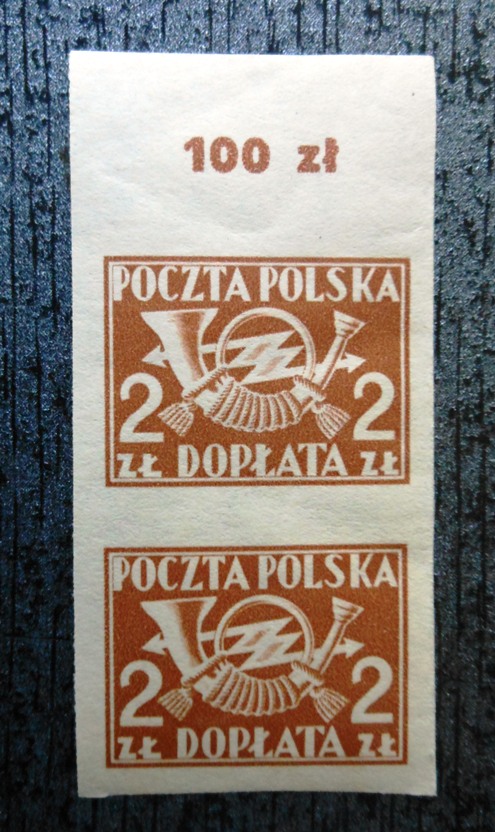 100 zł
POCZTA POLSKA
2 2
ZŁ DOPŁATA ZŁ
POCZTA POLSKA
2 2
ZŁ DOPŁATA ZŁ